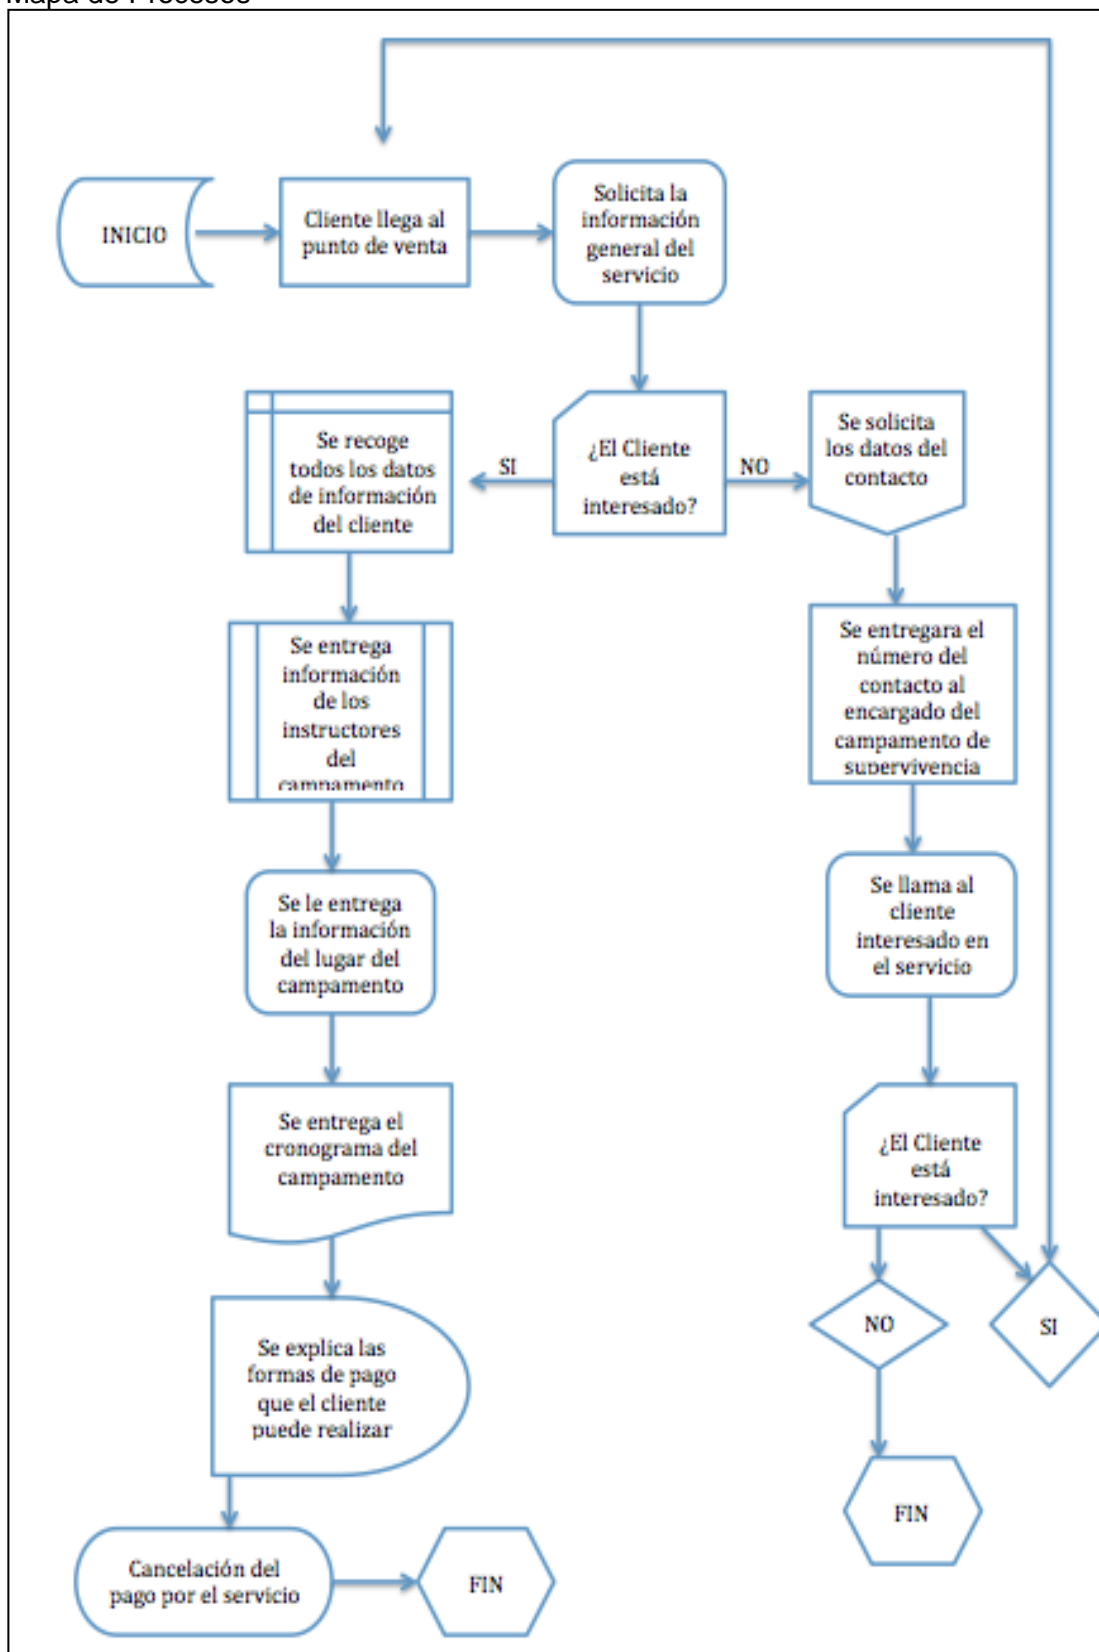 Mapa de Procesos
INICIO
Cliente llega al
punto de venta
Solicita la
información
general del
servicio
¿El Cliente
está
interesado?
SI
NO
Se recoge
todos los datos
de información
del cliente
Se solicita
los datos del
contacto
Se entrega
información
de los
instructores
del
campamento
Se entregara el
número del
contacto al
encargado del
campamento de
supervivencia
Se le entrega
la información
del lugar del
campamento
Se llama al
cliente
interesado en
el servicio
Se entrega el
cronograma del
campamento
¿El Cliente
está
interesado?
NO
SI
Se explica las
formas de pago
que el cliente
puede realizar
FIN
Cancelación del
pago por el servicio
FIN